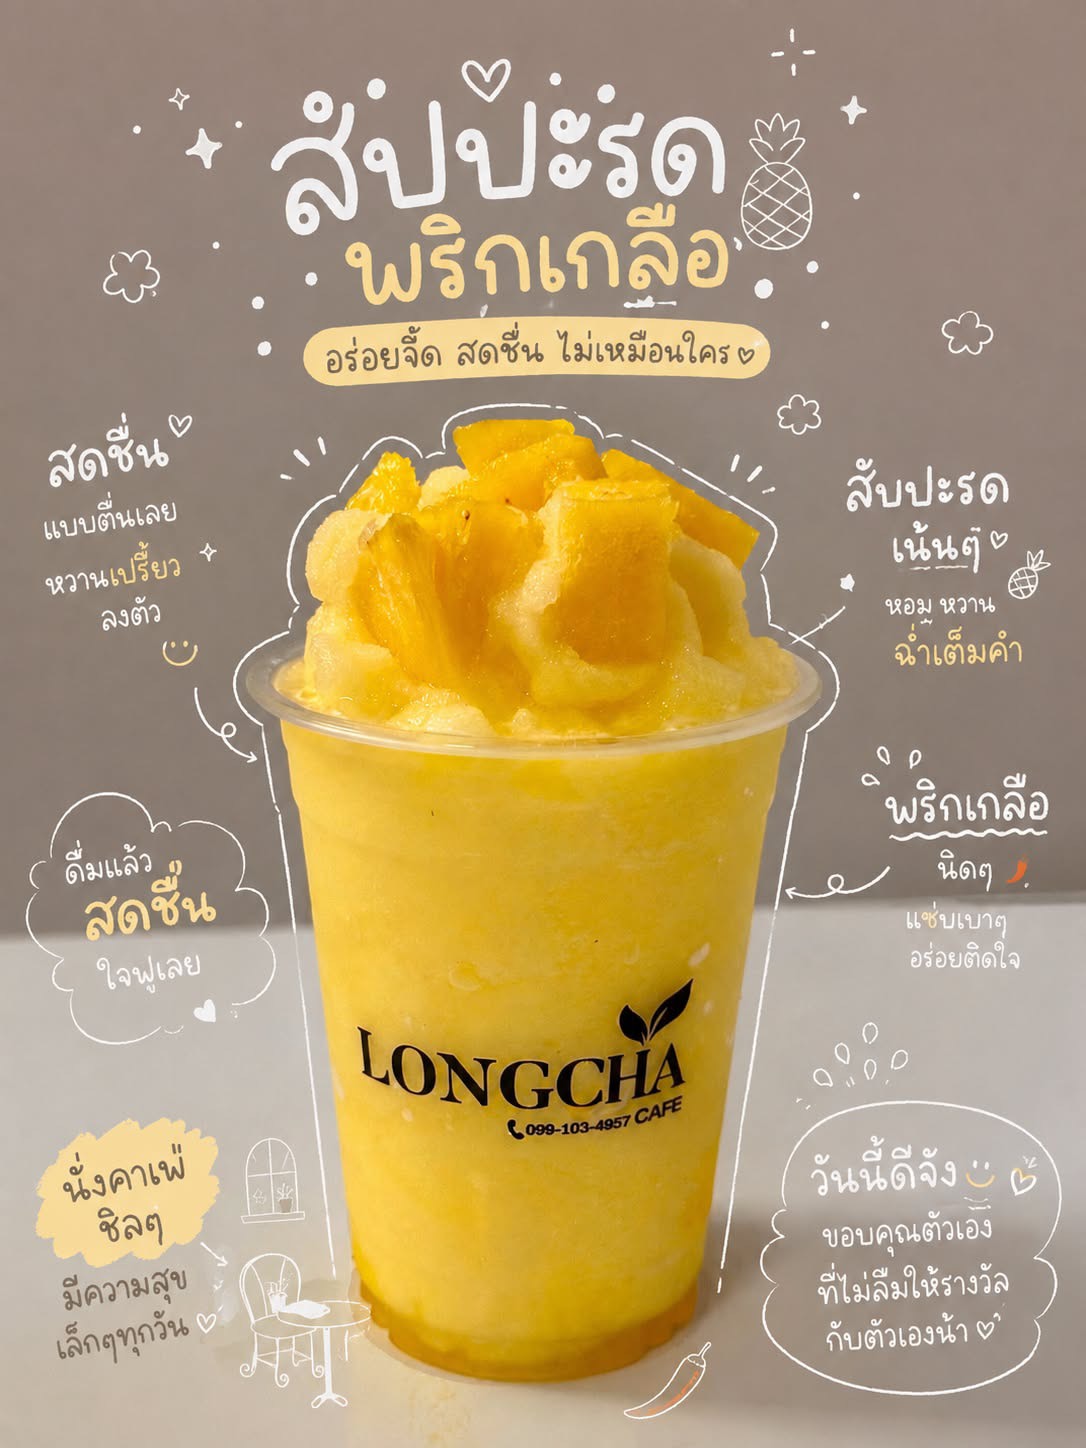 สัปปะรด
พริกเกลือ
อร่อยจี๊ด สดชื่น ไม่เหมือนใคร
สดชื่น
แบบตื่นเลย
หวานเปรี้ยว
ลงตัว
สับปะรด
เน้นๆ
หอม หวาน
ฉ่ำเต็มคำ
พริกเกลือ
นิดๆ
แซ่บเบาๆ
อร่อยติดใจ
ดื่มแล้ว
สดชื่น
ใจฟูเลย
LONGCHA
099-103-4957 CAFE
นั่งคาเฟ่
ชิลๆ
มีความสุข
เล็กๆทุกวัน
วันนี้ดีจัง
ขอบคุณตัวเอง
ที่ไม่ลืมให้รางวัล
กับตัวเองน้า